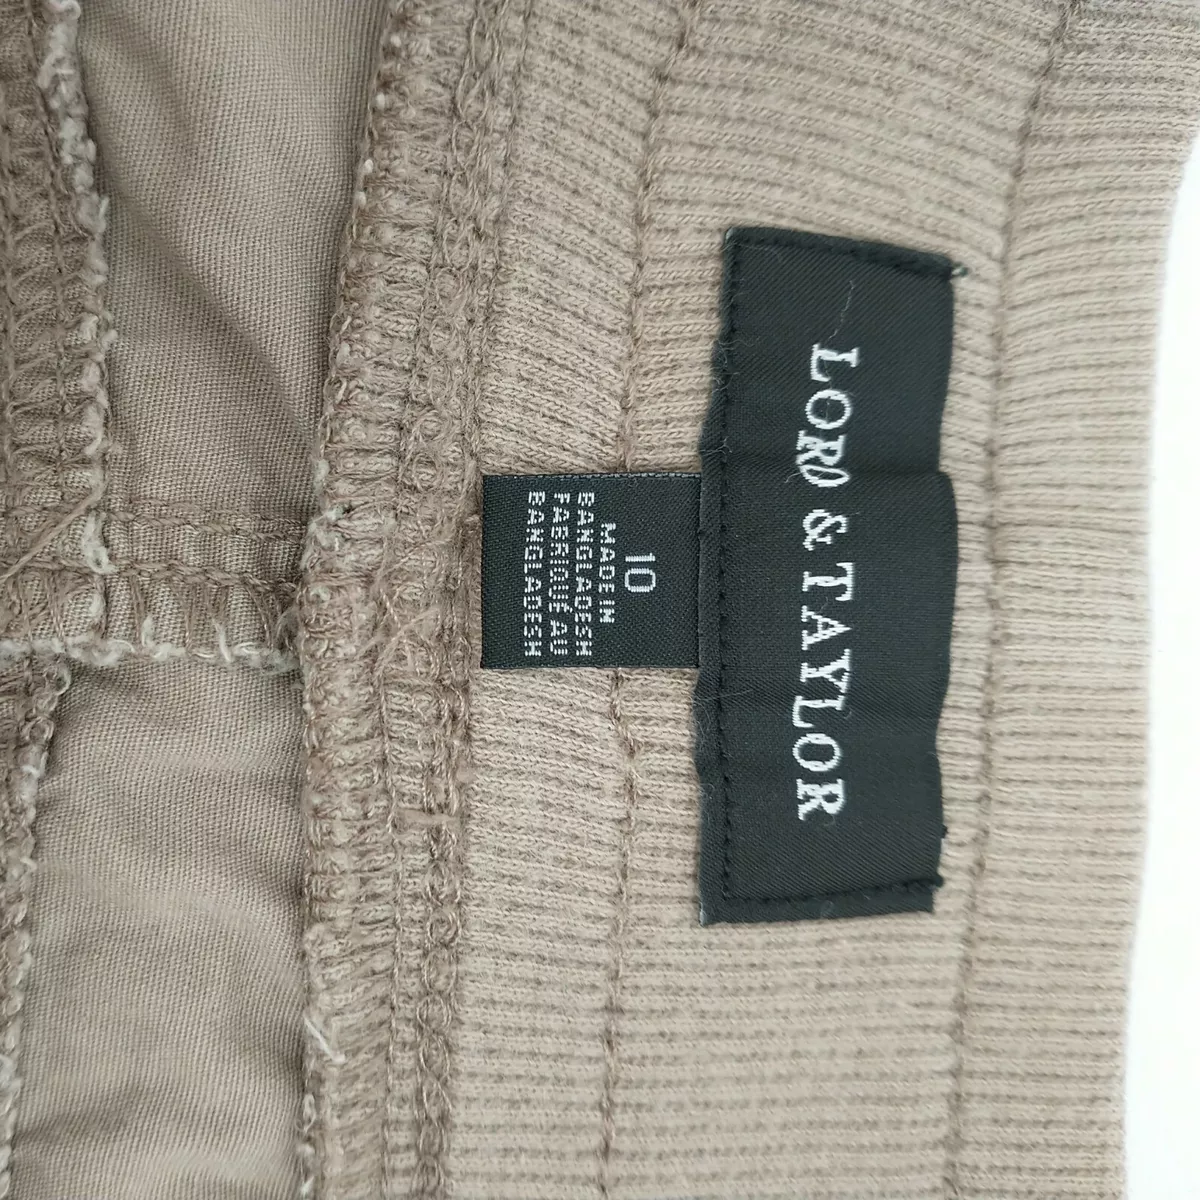 LORD & TAYLOR
10
MADE IN
BANGLADESH
FABRIQUÉ AU
BANGLADESH